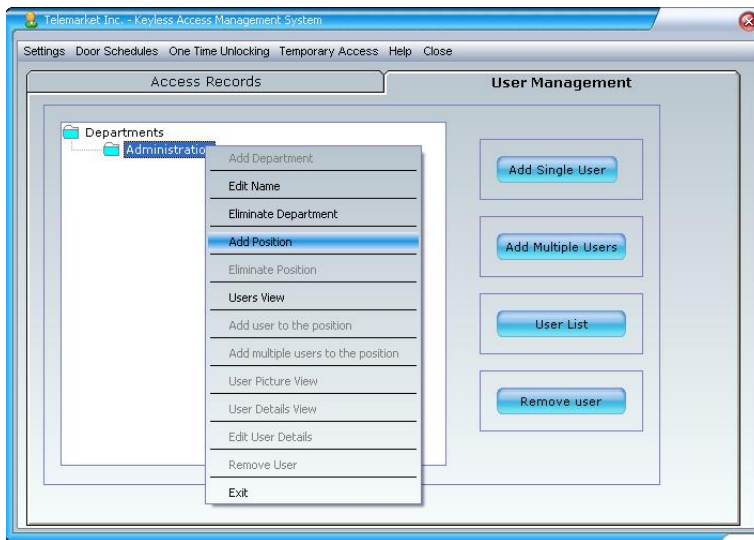 Telemarket Inc. - Keyless Access Management System
Settings Door Schedules One Time Unlocking Temporary Access Help Close
Access Records
User Management
Departments
Administratio
Add Department
Edit Name
Eliminate Department
Add Position
Eliminate Position
Users View
Add user to the position
Add multiple users to the position
User Picture View
User Details View
Edit User Details
Remove User
Exit
Add Single User
Add Multiple Users
User List
Remove user